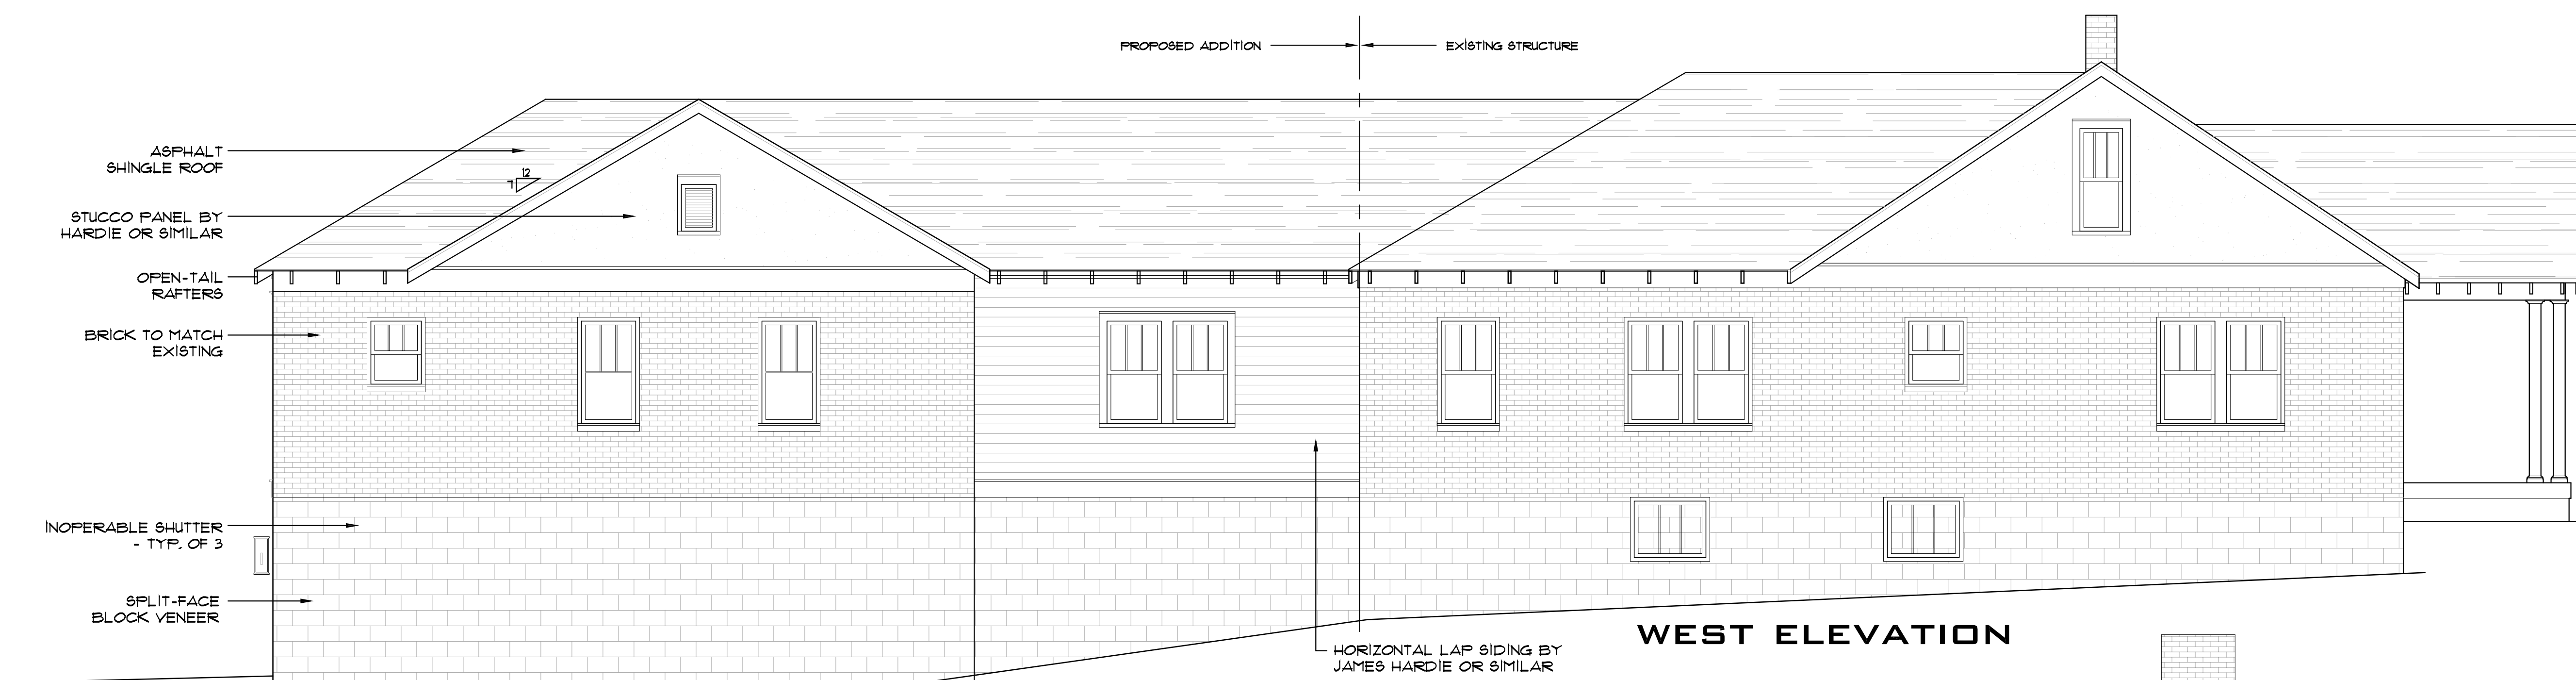 PROPOSED ADDITION
EXISTING STRUCTURE
ASPHALT
SHINGLE ROOF
12
7
STUCCO PANEL BY
HARDIE OR SIMILAR
OPEN-TAIL
RAFTERS
BRICK TO MATCH
EXISTING
INOPERABLE SHUTTER
- TYP. OF 3
SPLIT-FACE
BLOCK VENEER
HORIZONTAL LAP SIDING BY
JAMES HARDIE OR SIMILAR
WEST ELEVATION